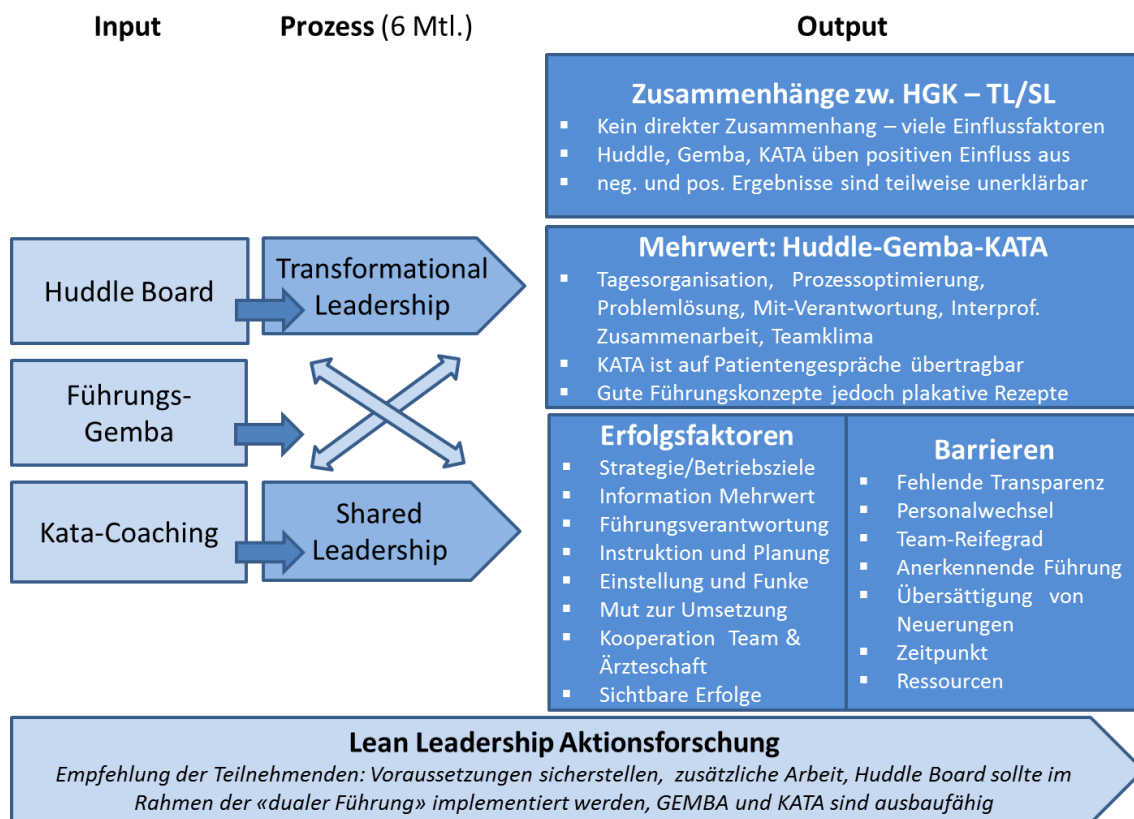 Input
Prozess (6 Mtl.)
Output
Huddle Board
Führungs-
Gemba
Kata-Coaching
Transformational
Leadership
Shared
Leadership
Zusammenhänge zw. HGK – TL/SL
▪ Kein direkter Zusammenhang – viele Einflussfaktoren
▪ Huddle, Gemba, KATA üben positiven Einfluss aus
▪ neg. und pos. Ergebnisse sind teilweise unerklärbar
Mehrwert: Huddle-Gemba-KATA
▪ Tagesorganisation, Prozessoptimierung,
Problemlösung, Mit-Verantwortung, Interprof.
Zusammenarbeit, Teamklima
▪ KATA ist auf Patientengespräche übertragbar
▪ Gute Führungskonzepte jedoch plakative Rezepte
Erfolgsfaktoren
▪ Strategie/Betriebsziele
▪ Information Mehrwert
▪ Führungsverantwortung
▪ Instruktion und Planung
▪ Einstellung und Funke
▪ Mut zur Umsetzung
▪ Kooperation Team &
Ärzteschaft
▪ Sichtbare Erfolge
Barrieren
▪ Fehlende Transparenz
▪ Personalwechsel
▪ Team-Reifegrad
▪ Anerkennende Führung
▪ Übersättigung von
Neuerungen
▪ Zeitpunkt
▪ Ressourcen
Lean Leadership Aktionsforschung
Empfehlung der Teilnehmenden: Voraussetzungen sicherstellen, zusätzliche Arbeit, Huddle Board sollte im
Rahmen der «dualer Führung» implementiert werden, GEMBA und KATA sind ausbaufähig